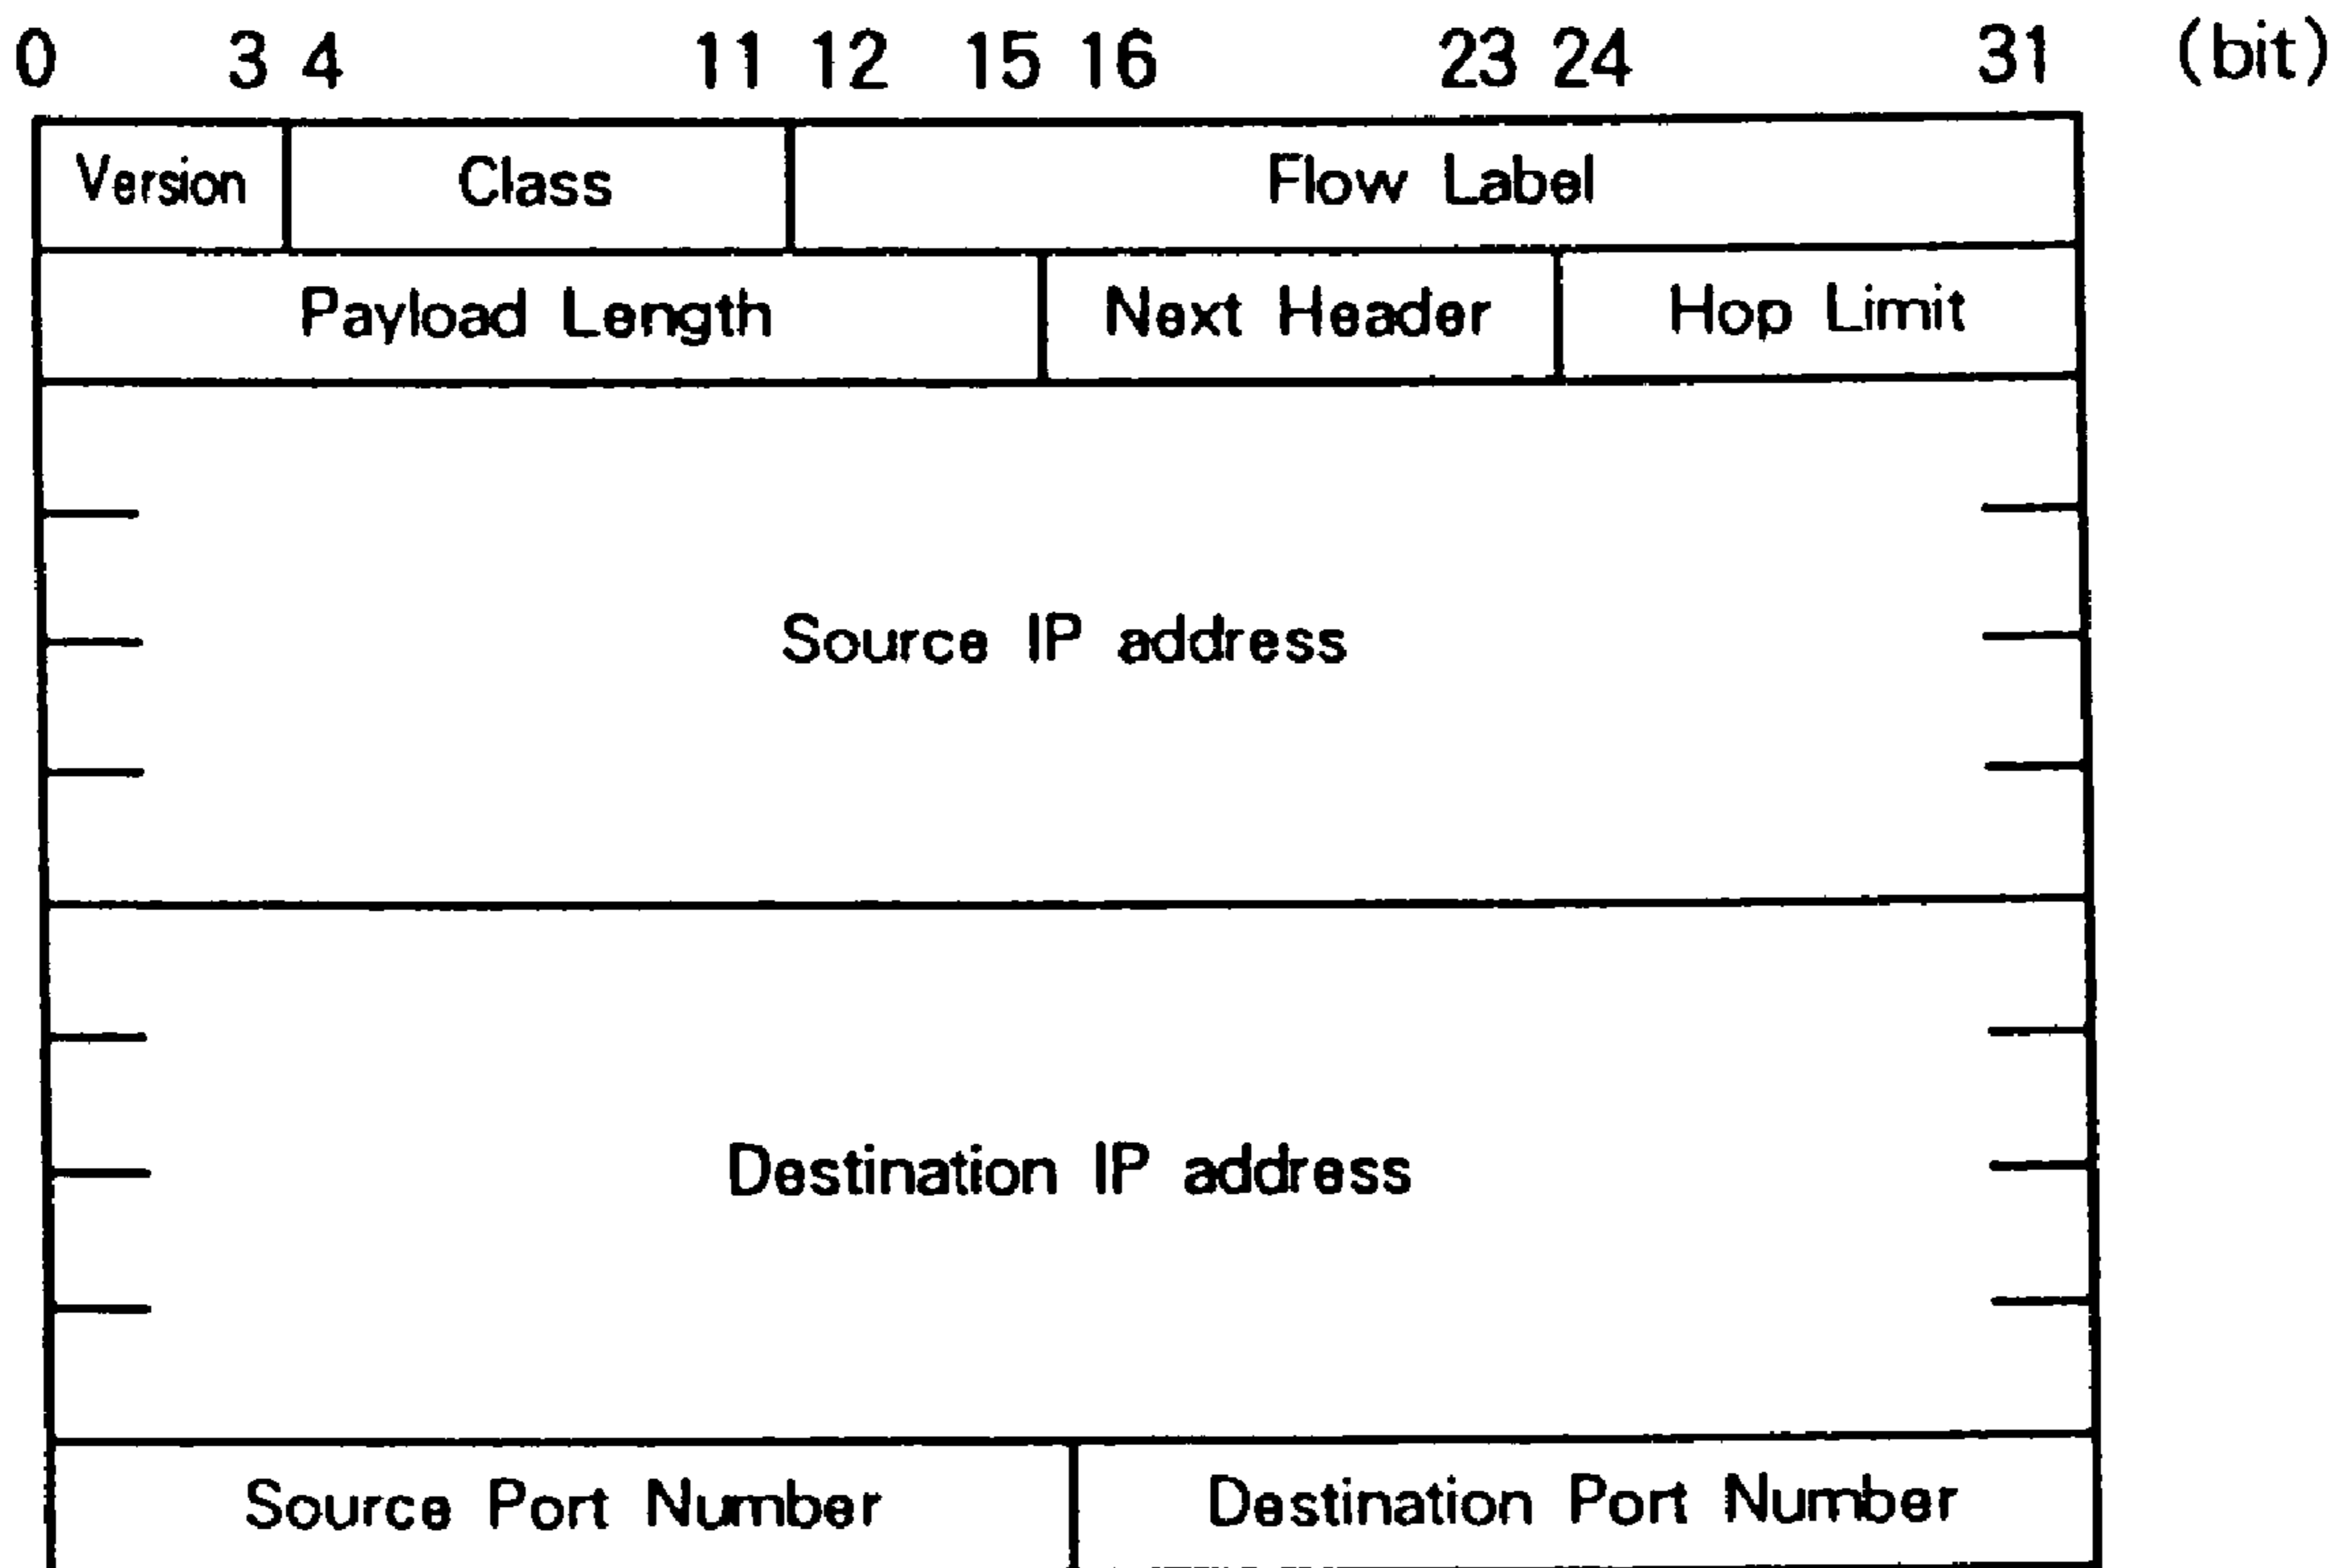 0 3 4 11 12 15 16 23 24 31 (bit)
Version Class Flow Label
Payload Length Next Header Hop Limit
Source IP address
Destination IP address
Source Port Number Destination Port Number